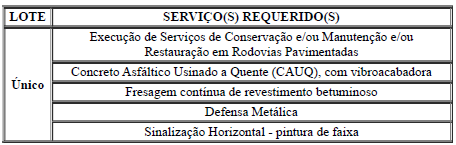 LOTE SERVIÇO(S) REQUERIDO(S)
Execução de Serviços de Conservação e/ou Manutenção e/ou
Restauração em Rodovias Pavimentadas
Concreto Asfáltico Usinado a Quente (CAUQ), com vibroacabadora
Único
Fresagem contínua de revestimento betuminoso
Defensa Metálica
Sinalização Horizontal - pintura de faixa